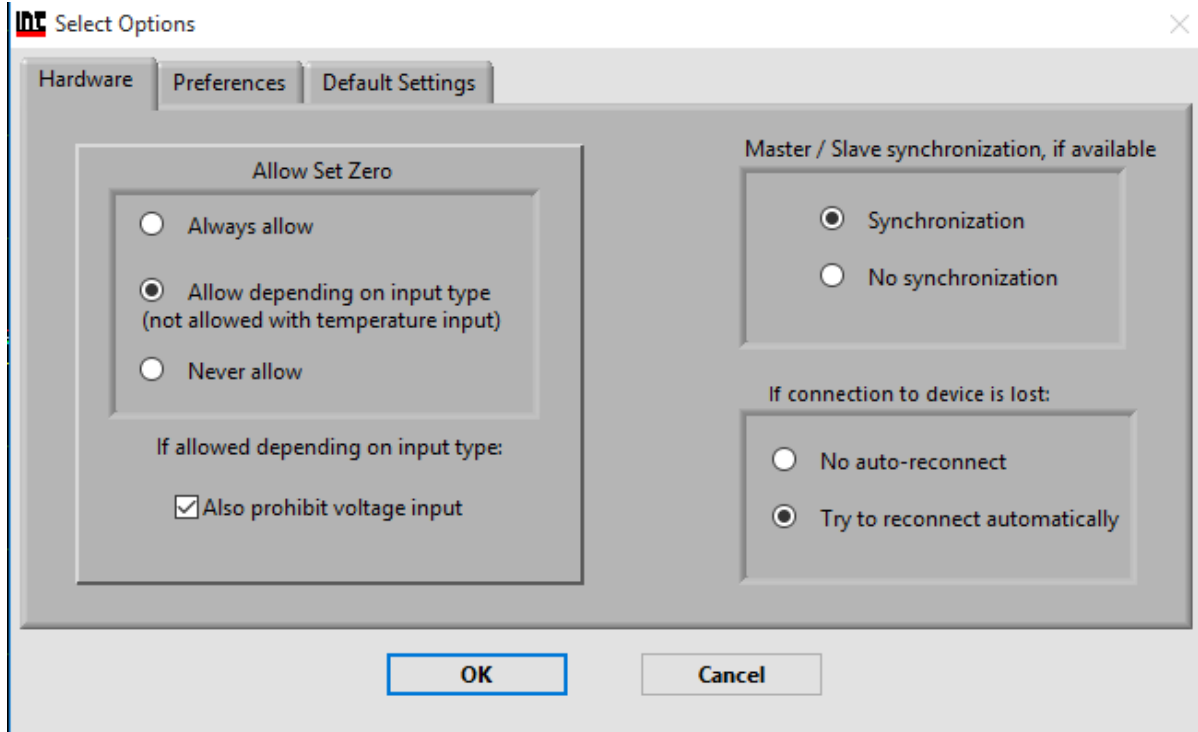 Select Options
Hardware
Preferences
Default Settings
Allow Set Zero
Always allow
Allow depending on input type
(not allowed with temperature input)
Never allow
If allowed depending on input type:
Also prohibit voltage input
Master / Slave synchronization, if available
Synchronization
No synchronization
If connection to device is lost:
No auto-reconnect
Try to reconnect automatically
OK
Cancel